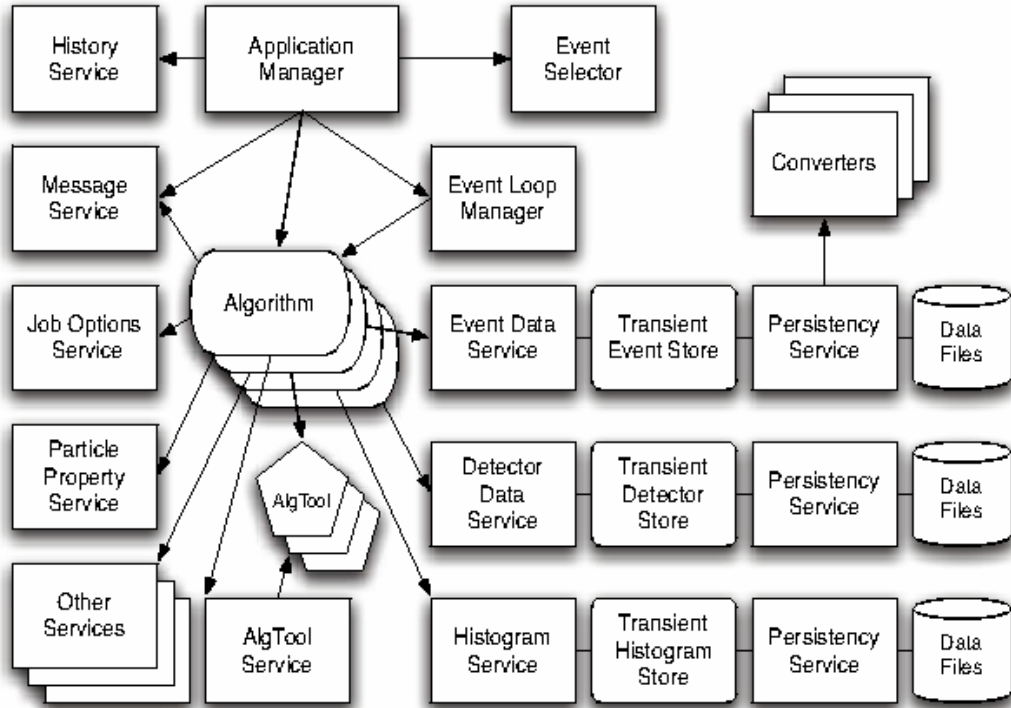 History
Service
Application
Manager
Event
Selector
Converters
Message
Service
Event Loop
Manager
Algorithm
Job Options
Service
Event Data
Service
Transient
Event Store
Persistency
Service
Data
Files
Particle
Property
Service
AlgTool
Detector
Data
Service
Transient
Detector
Store
Persistency
Service
Data
Files
Other
Services
AlgTool
Service
Histogram
Service
Transient
Histogram
Store
Persistency
Service
Data
Files